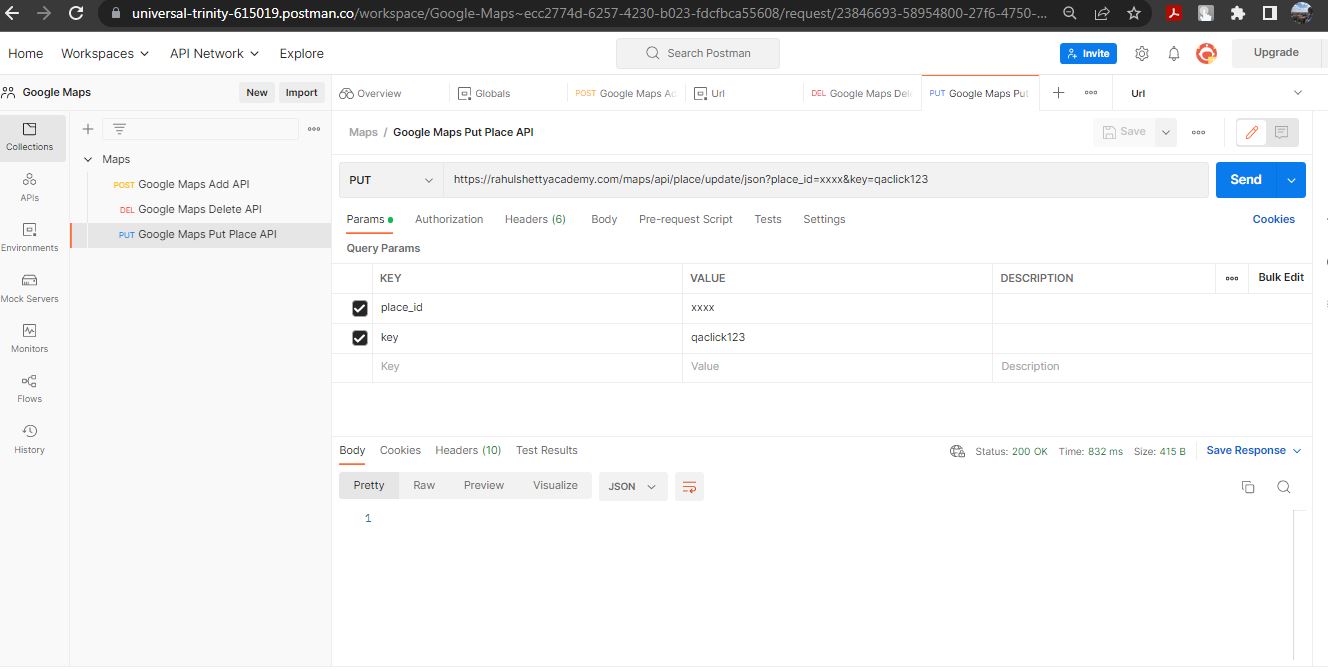 universal-trinity-615019.postman.co/workspace/Google-Maps~ecc2774d-6257-4230-b023-fdcfbca55608/request/23846693-58954800-27f6-4750-...
Home Workspaces API Network Explore Search Postman Invite Upgrade
Google Maps New Import Overview Globals POST Google Maps Ad Url DEL Google Maps Dele PUT Google Maps Put Url
Collections
APIs
Environments
Mock Servers
Monitors
Flows
History
Maps
POST Google Maps Add API
DEL Google Maps Delete API
PUT Google Maps Put Place API
Maps / Google Maps Put Place API Save
PUT https://rahulshettyacademy.com/maps/api/place/update/json?place_id=xxxx&key=qaclick123 Send
Params Authorization Headers (6) Body Pre-request Script Tests Settings Cookies
Query Params
KEY VALUE DESCRIPTION Bulk Edit
place_id xxxx
key qaclick123
Key Value Description
Body Cookies Headers (10) Test Results Status: 200 OK Time: 832 ms Size: 415 B Save Response
Pretty Raw Preview Visualize JSON
1